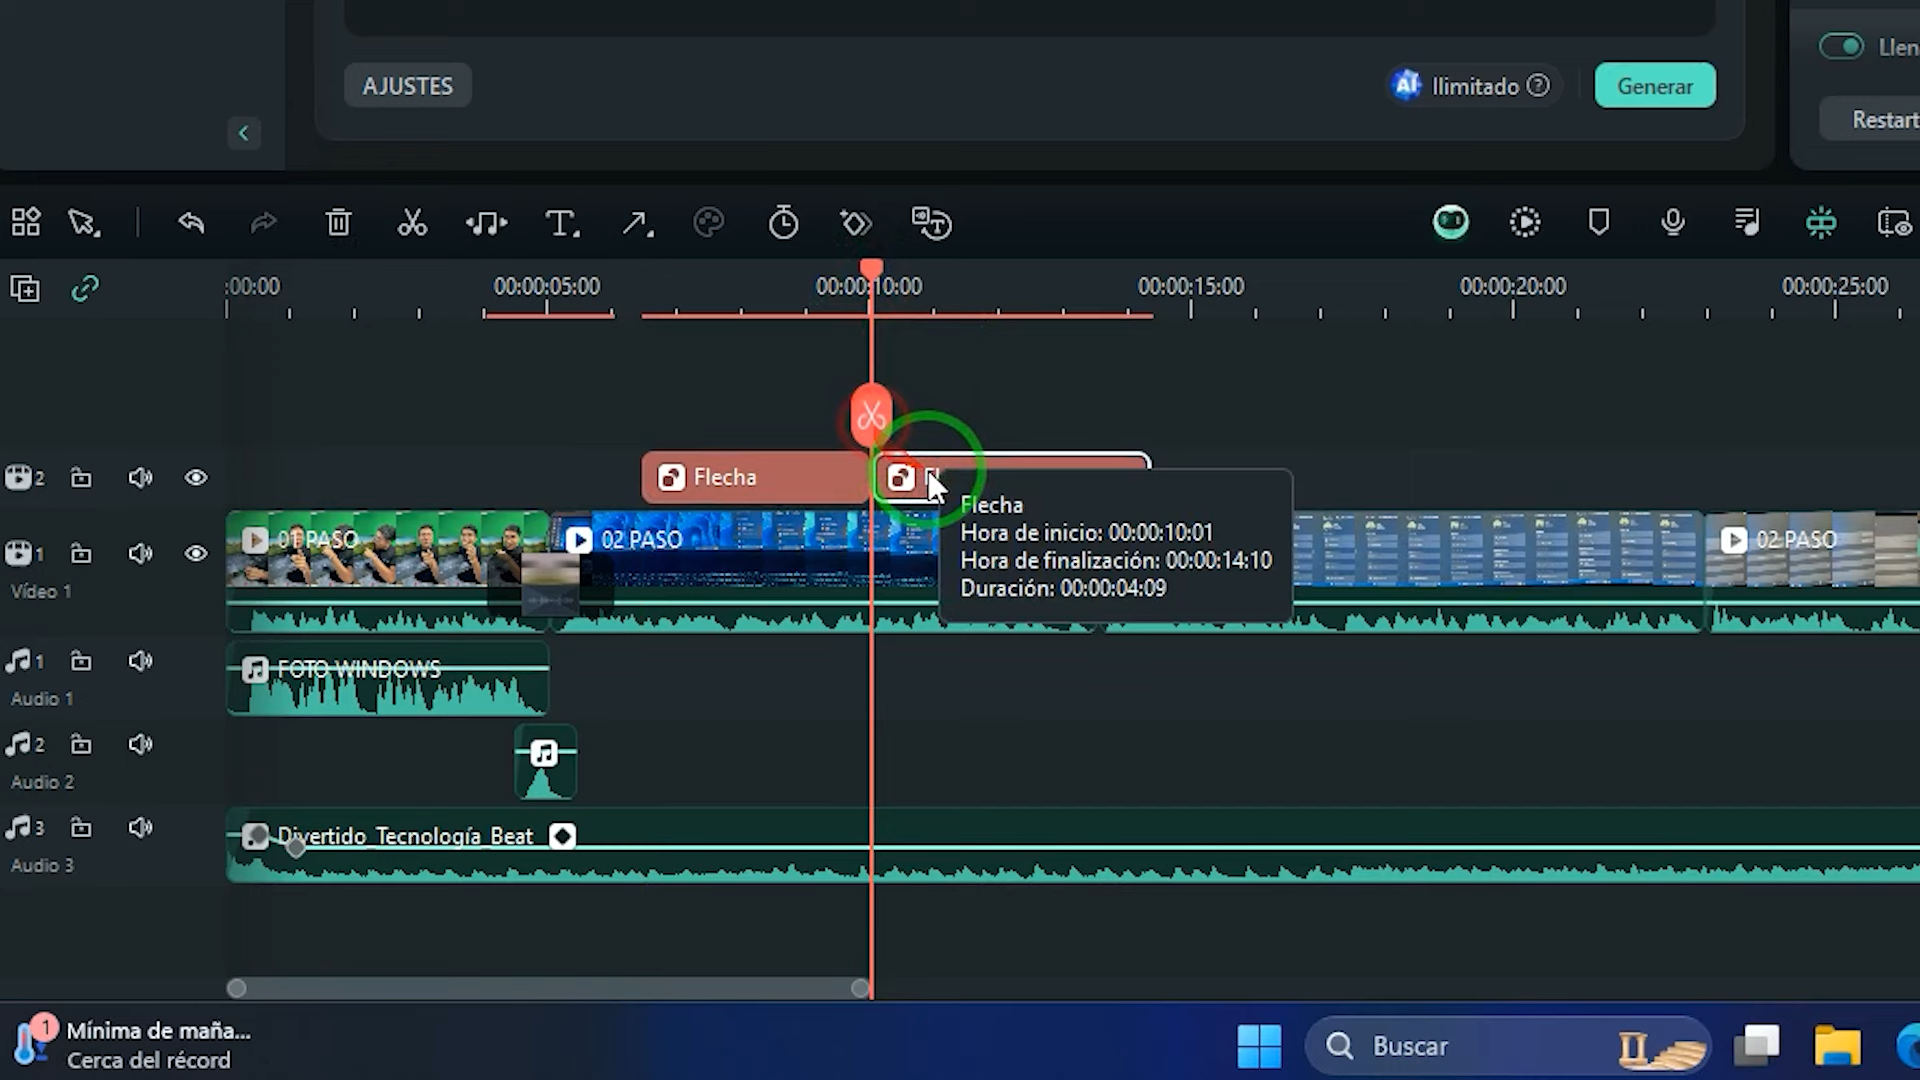 Llen
AJUSTES
AI Ilimitado ?
Generar
Restart
:00:00
00:00:05:00
00:00:10:00
00:00:15:00
00:00:20:00
00:00:25:00
2
Flecha
Flecha
Hora de inicio: 00:00:10:01
Hora de finalización: 00:00:14:10
Duración: 00:00:04:09
1
01 PASO
02 PASO
02 PASO
Vídeo 1
1
FOTO WINDOWS
Audio 1
2
Audio 2
3
Divertido_Tecnología_Beat
Audio 3
1
Mínima de maña...
Cerca del récord
Buscar